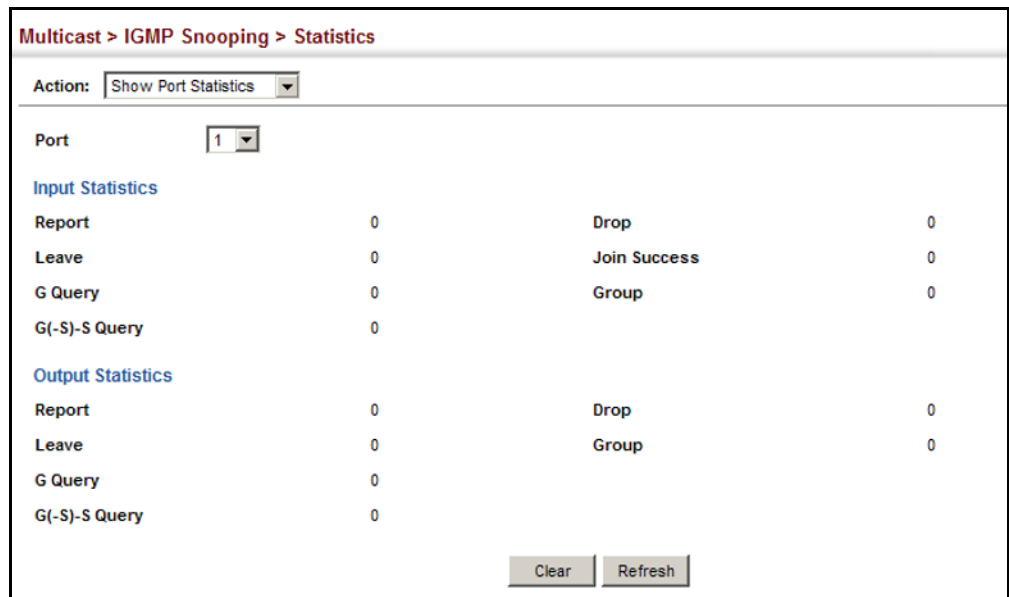 Multicast > IGMP Snooping > Statistics
Action: Show Port Statistics
Port 1
Input Statistics
Report 0 Drop 0
Leave 0 Join Success 0
G Query 0 Group 0
G(-S)-S Query 0
Output Statistics
Report 0 Drop 0
Leave 0 Group 0
G Query 0
G(-S)-S Query 0
Clear Refresh